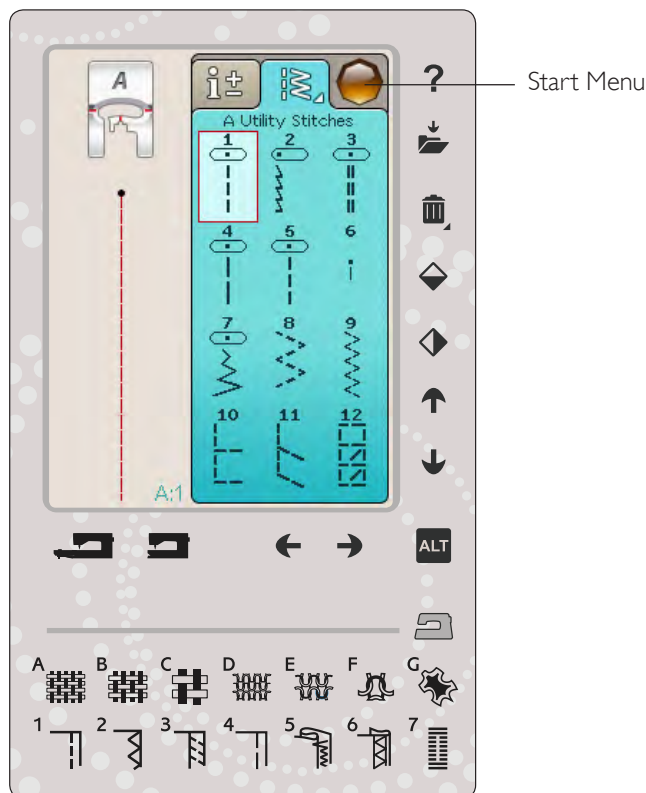 A
i ±
?
Start Menu
A Utility Stitches
1 2 3
4 5 6
7 8 9
10 11 12
A:1
ALT
A B C D E F G
1 2 3 4 5 6 7